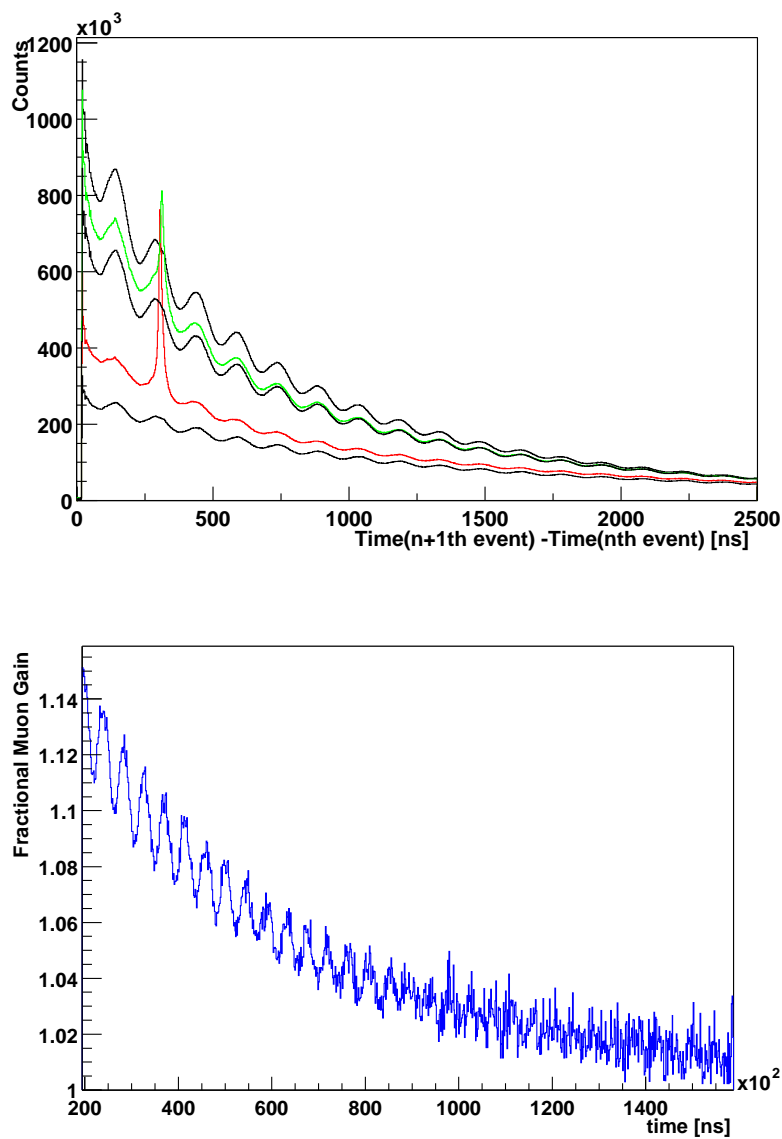 ×10³
Counts
1200
1000
800
600
400
200
0
0 500 1000 1500 2000 2500
Time(n+1th event) -Time(nth event) [ns]
Fractional Muon Gain
1.14
1.12
1.1
1.08
1.06
1.04
1.02
1
200 400 600 800 1000 1200 1400
×10²
time [ns]